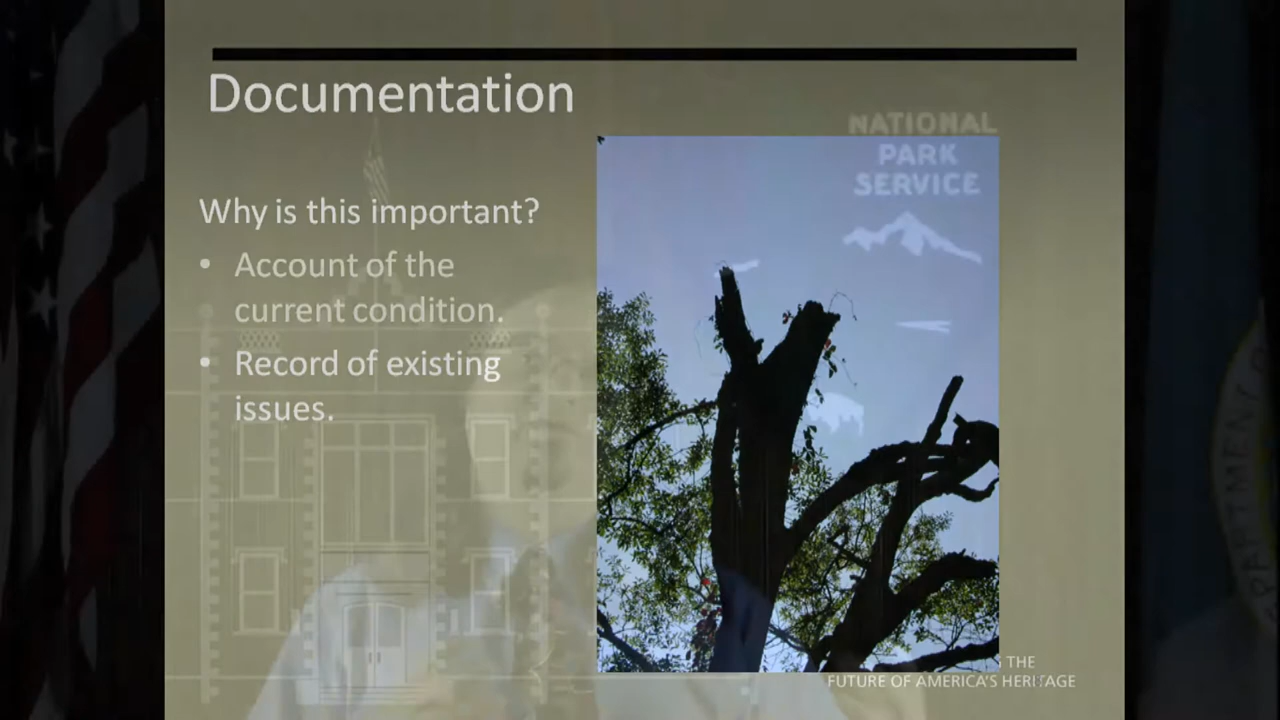 Documentation
NATIONAL
PARK
SERVICE
Why is this important?
• Account of the
current condition.
• Record of existing
issues.
THE
FUTURE OF AMERICA'S HERITAGE